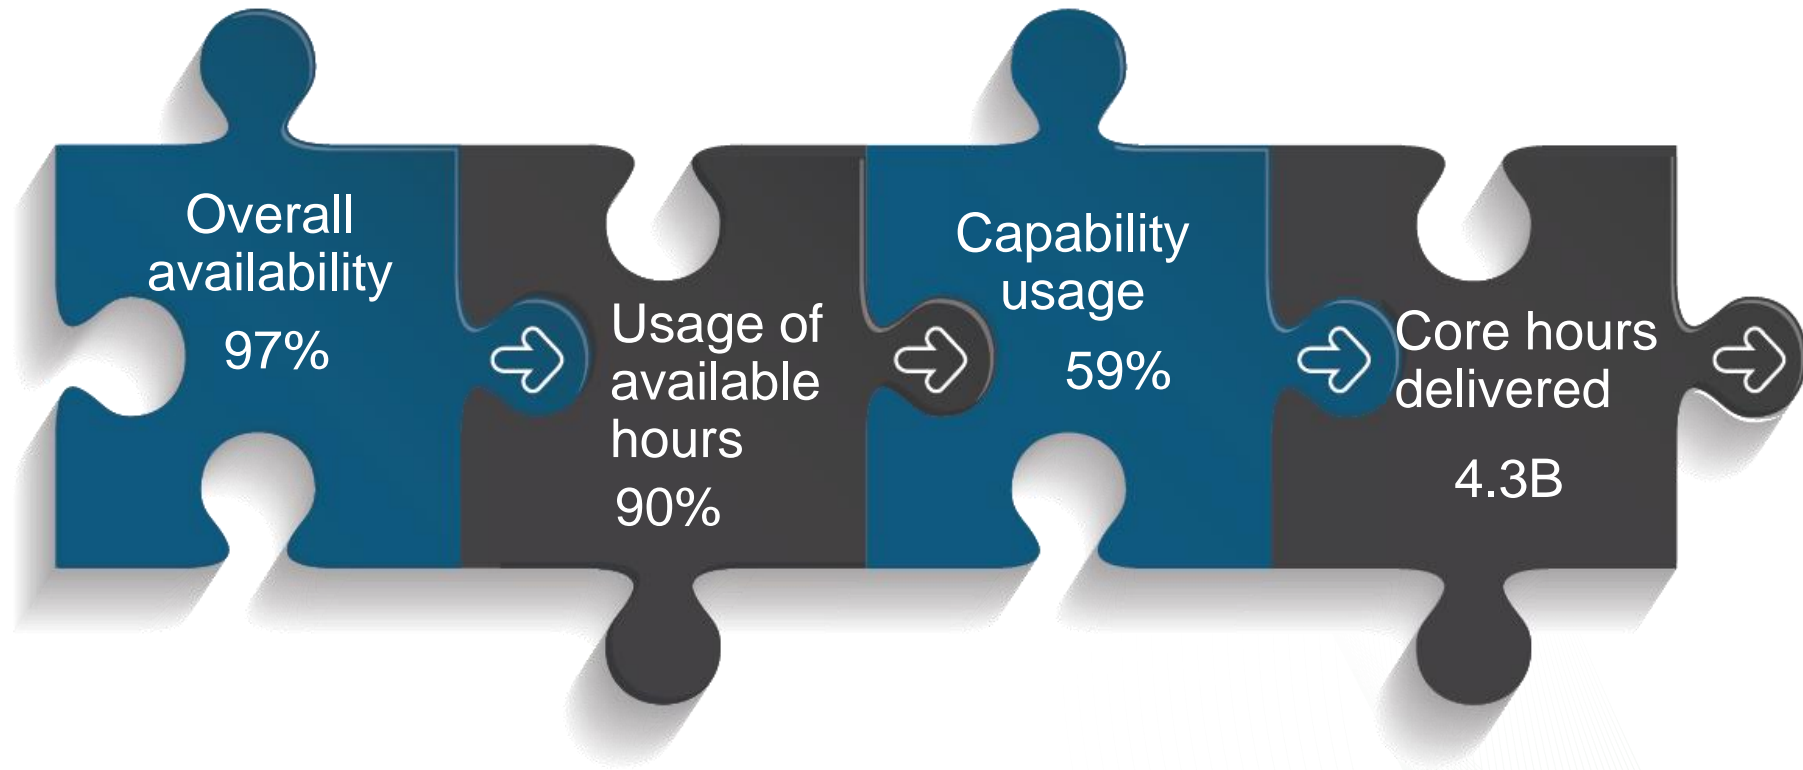 Overall
availability
97%
Usage of
available
hours
90%
Capability
usage
59%
Core hours
delivered
4.3B